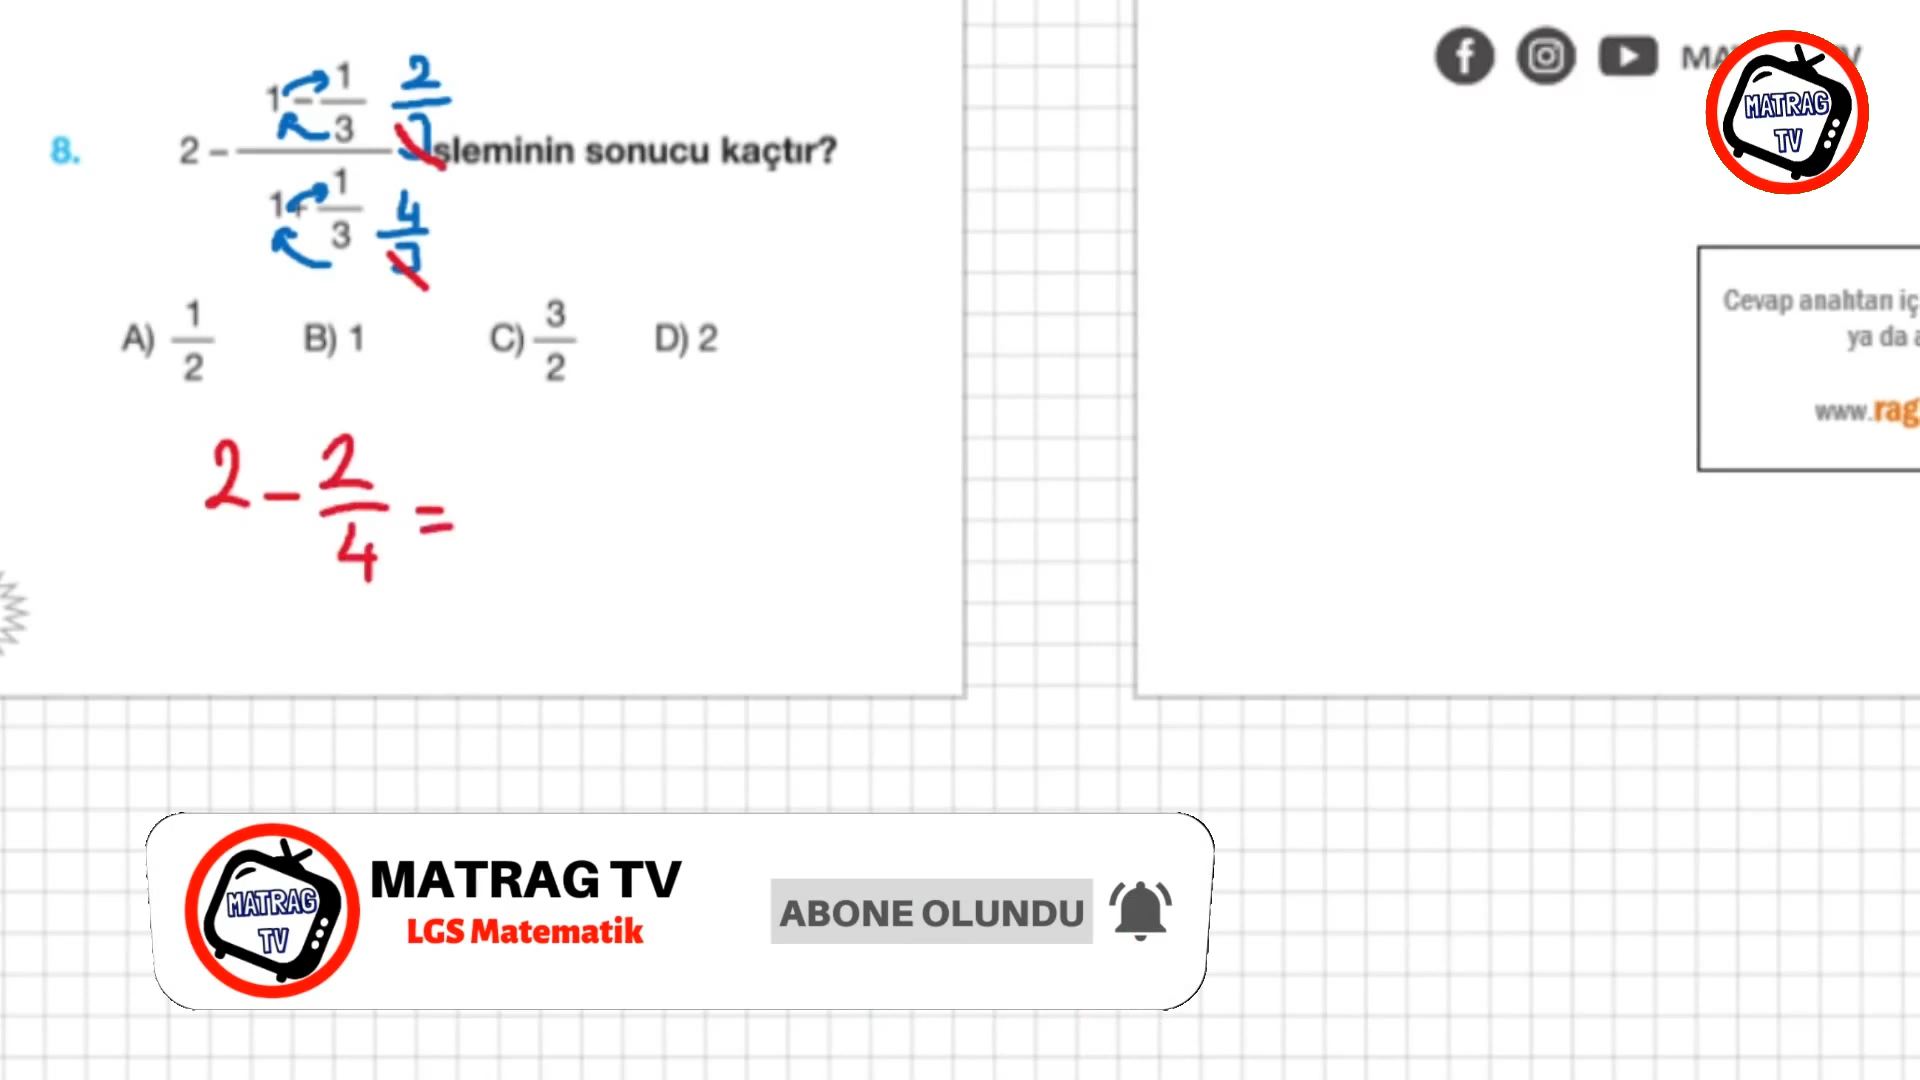 8. 2 - (1 - 1/3) / (1 + 1/3) işleminin sonucu kaçtır?
2/3
4/3
A) 1/2 B) 1 C) 3/2 D) 2
2 - 2/4 =
MATRAG TV
Cevap anahtarı iç
ya da a
www.rag
MATRAG TV
LGS Matematik
ABONE OLUNDU
MATRAG
TV